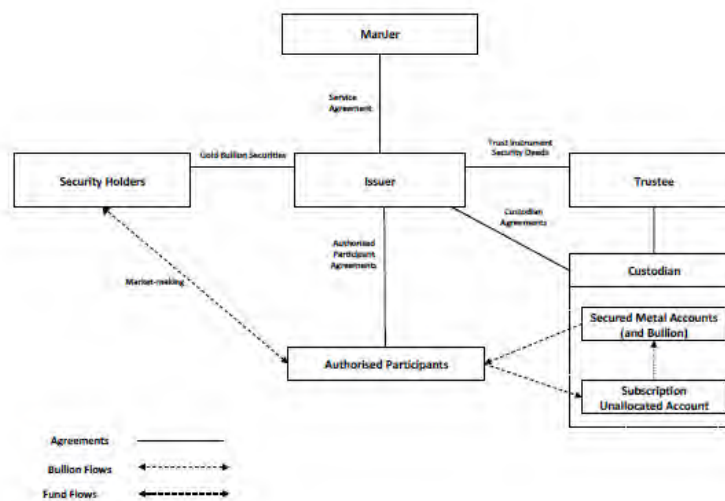 ManJer
Service
Agreement
Gold Bullion Securities
Trust Instrument
Security Deeds
Security Holders
Issuer
Trustee
Custodian
Agreements
Authorised
Participant
Agreements
Custodian
Market-making
Secured Metal Accounts
(and Bullion)
Authorised Participants
Subscription
Unallocated Account
Agreements
Bullion Flows
Fund Flows